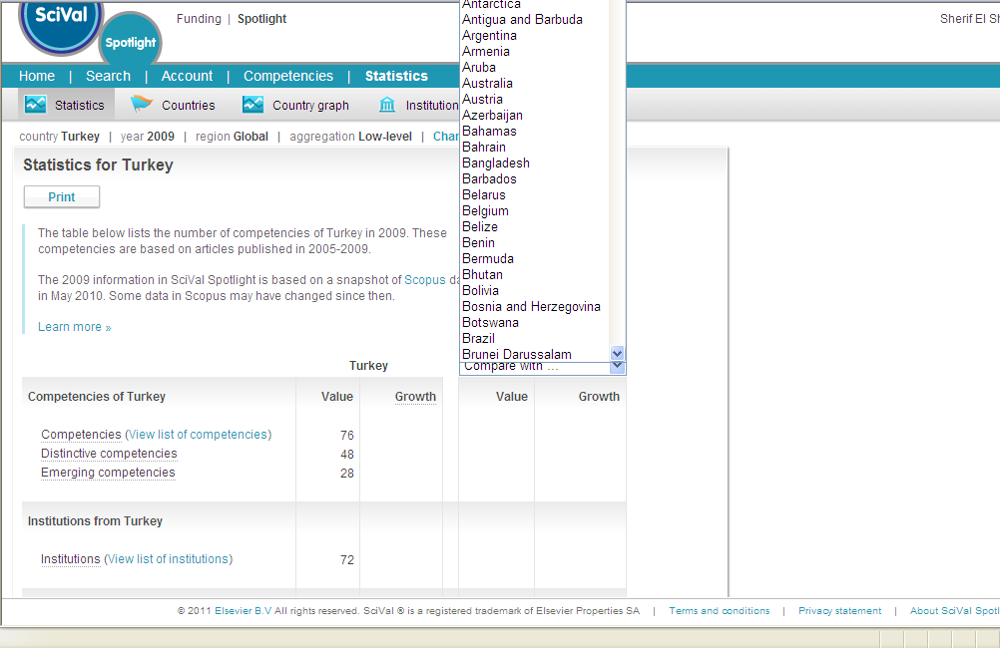 SciVal
Spotlight
Funding | Spotlight
Sherif El Sh
Home | Search | Account | Competencies | Statistics
Statistics Countries Country graph Institution
country Turkey | year 2009 | region Global | aggregation Low-level | Chan
Statistics for Turkey
Print
The table below lists the number of competencies of Turkey in 2009. These
competencies are based on articles published in 2005-2009.
The 2009 information in SciVal Spotlight is based on a snapshot of Scopus da
in May 2010. Some data in Scopus may have changed since then.
Learn more »
Antarctica
Antigua and Barbuda
Argentina
Armenia
Aruba
Australia
Austria
Azerbaijan
Bahamas
Bahrain
Bangladesh
Barbados
Belarus
Belgium
Belize
Benin
Bermuda
Bhutan
Bolivia
Bosnia and Herzegovina
Botswana
Brazil
Brunei Darussalam
Compare with ...
Turkey
Competencies of Turkey Value Growth Value Growth
Competencies (View list of competencies) 76
Distinctive competencies 48
Emerging competencies 28
Institutions from Turkey
Institutions (View list of institutions) 72
© 2011 Elsevier B.V All rights reserved. SciVal ® is a registered trademark of Elsevier Properties SA | Terms and conditions | Privacy statement | About SciVal Spotl